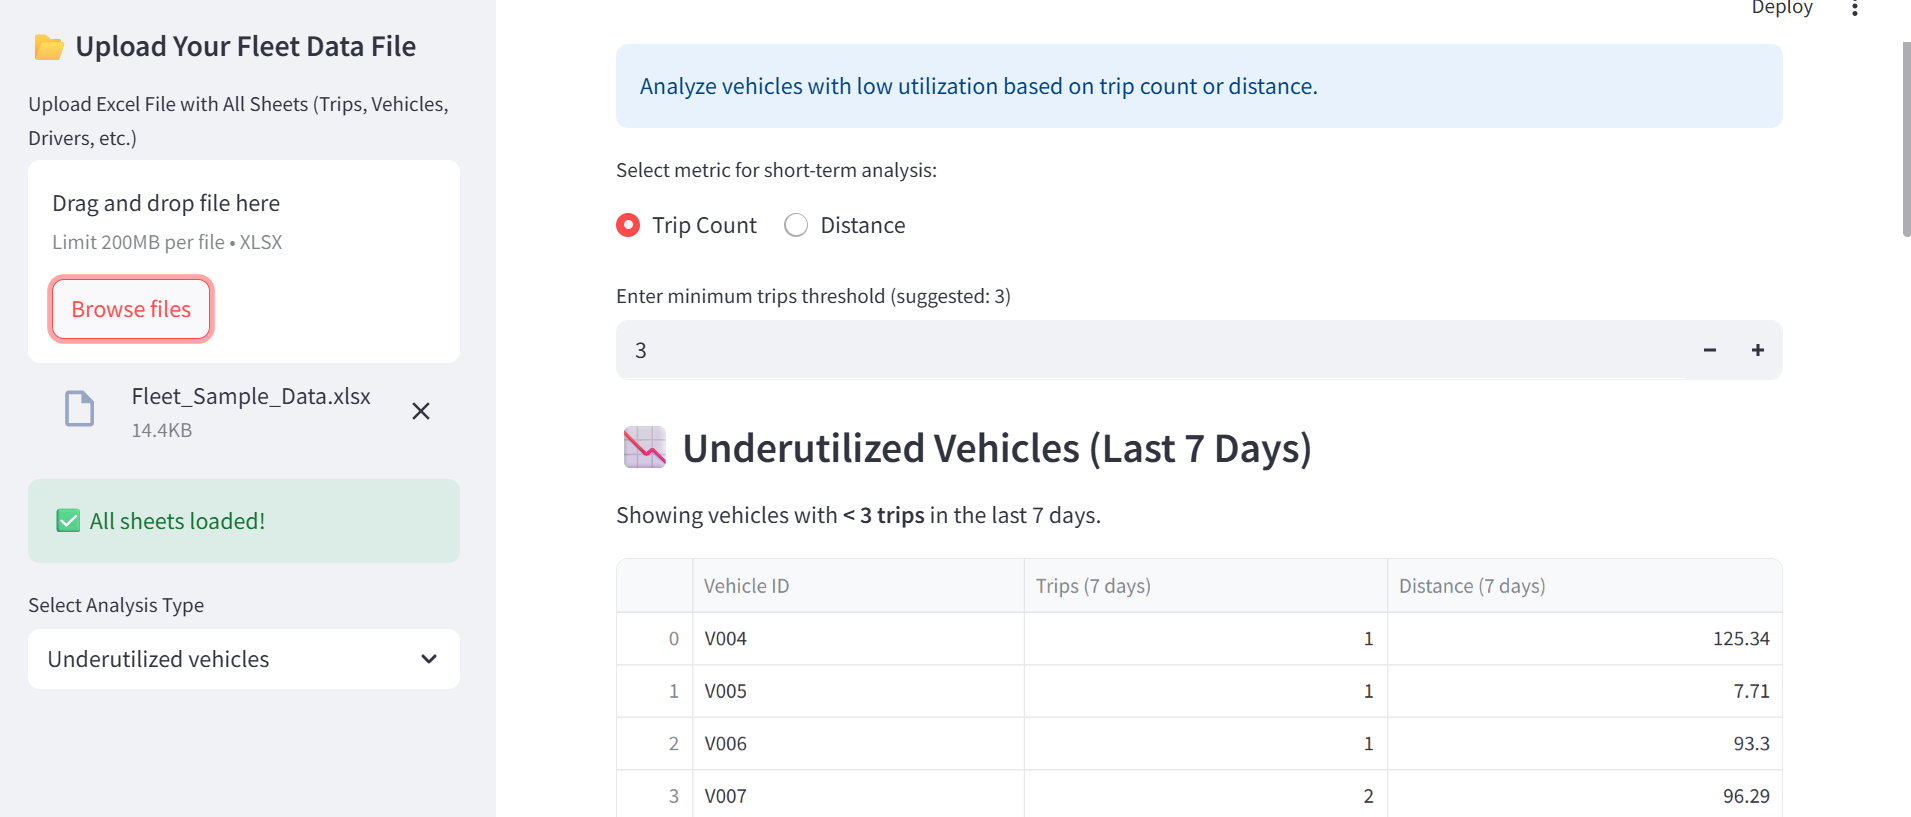 Deploy
Upload Your Fleet Data File
Upload Excel File with All Sheets (Trips, Vehicles,
Drivers, etc.)
Drag and drop file here
Limit 200MB per file • XLSX
Browse files
Fleet_Sample_Data.xlsx
14.4KB
All sheets loaded!
Select Analysis Type
Underutilized vehicles
Analyze vehicles with low utilization based on trip count or distance.
Select metric for short-term analysis:
Trip Count Distance
Enter minimum trips threshold (suggested: 3)
3 − +
Underutilized Vehicles (Last 7 Days)
Showing vehicles with < 3 trips in the last 7 days.
Vehicle ID Trips (7 days) Distance (7 days)
0 V004 1 125.34
1 V005 1 7.71
2 V006 1 93.3
3 V007 2 96.29